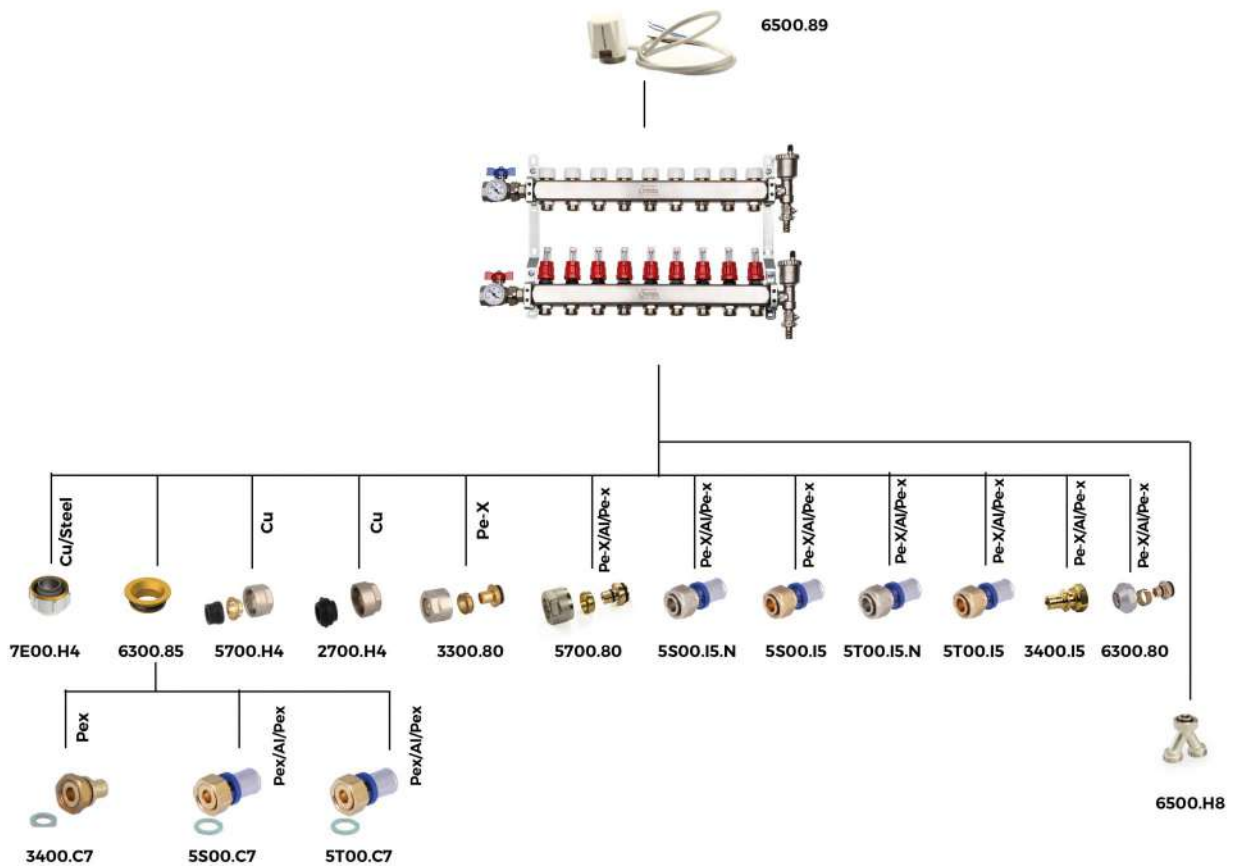 6500.89
Cu/Steel
Cu
Cu
Pe-X
Pe-X/Al/Pe-x
Pe-X/Al/Pe-x
Pe-X/Al/Pe-x
Pe-X/Al/Pe-x
Pe-X/Al/Pe-x
Pe-X/Al/Pe-x
Pe-X/Al/Pe-x
7E00.H4
6300.85
5700.H4
2700.H4
3300.80
5700.80
5S00.I5.N
5S00.I5
5T00.I5.N
5T00.I5
3400.I5
6300.80
Pex
Pex/Al/Pex
Pex/Al/Pex
3400.C7
5S00.C7
5T00.C7
6500.H8